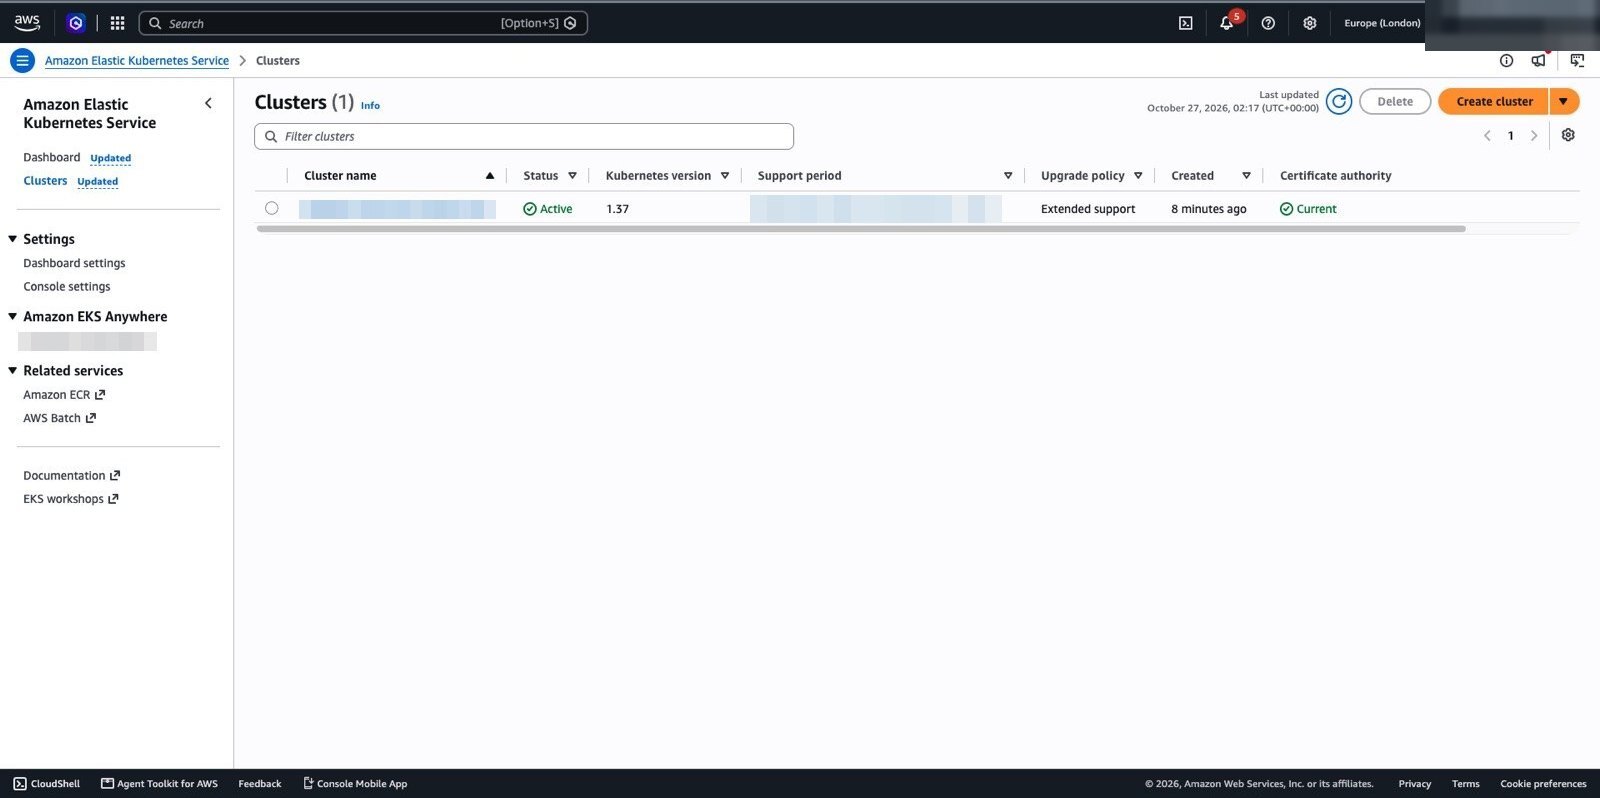 aws
Search [Option+S]
5
Europe (London)
Amazon Elastic Kubernetes Service > Clusters
Amazon Elastic
Kubernetes Service
Dashboard Updated
Clusters Updated
Settings
Dashboard settings
Console settings
Amazon EKS Anywhere
Related services
Amazon ECR
AWS Batch
Documentation
EKS workshops
Clusters (1) Info
Last updated
October 27, 2026, 02:17 (UTC+00:00)
Delete
Create cluster
Filter clusters
1
Cluster name Status Kubernetes version Support period Upgrade policy Created Certificate authority
Active 1.37 Extended support 8 minutes ago Current
CloudShell Agent Toolkit for AWS Feedback Console Mobile App © 2026, Amazon Web Services, Inc. or its affiliates. Privacy Terms Cookie preferences